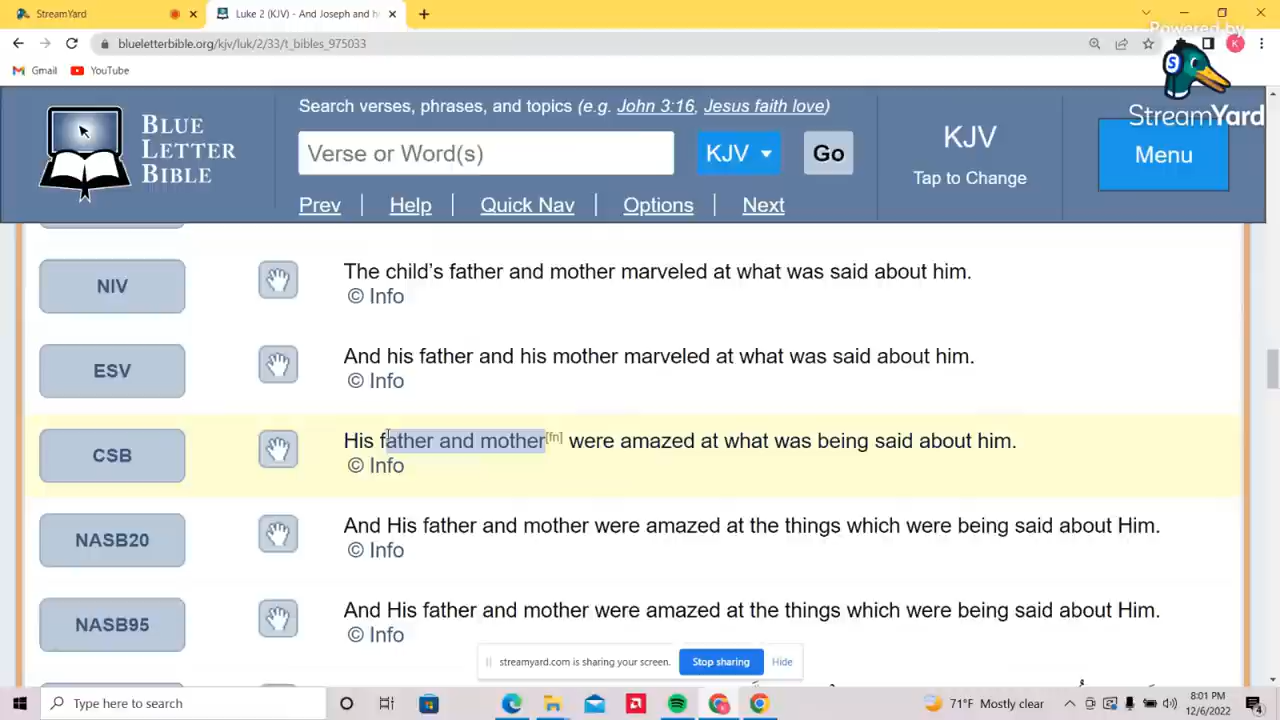 StreamYard
Luke 2 (KJV) - And Joseph and hi
blueletterbible.org/kjv/luk/2/33/t_bibles_975033
Gmail
YouTube
Powered by
StreamYard
BLUE
LETTER
BIBLE
Search verses, phrases, and topics (e.g. John 3:16, Jesus faith love)
Verse or Word(s)
KJV
Go
KJV
Tap to Change
Menu
Prev
Help
Quick Nav
Options
Next
NIV
The child's father and mother marveled at what was said about him.
© Info
ESV
And his father and his mother marveled at what was said about him.
© Info
CSB
His father and mother[fn] were amazed at what was being said about him.
© Info
NASB20
And His father and mother were amazed at the things which were being said about Him.
© Info
NASB95
And His father and mother were amazed at the things which were being said about Him.
© Info
streamyard.com is sharing your screen.
Stop sharing
Hide
Type here to search
71°F Mostly clear
8:01 PM
12/6/2022
4